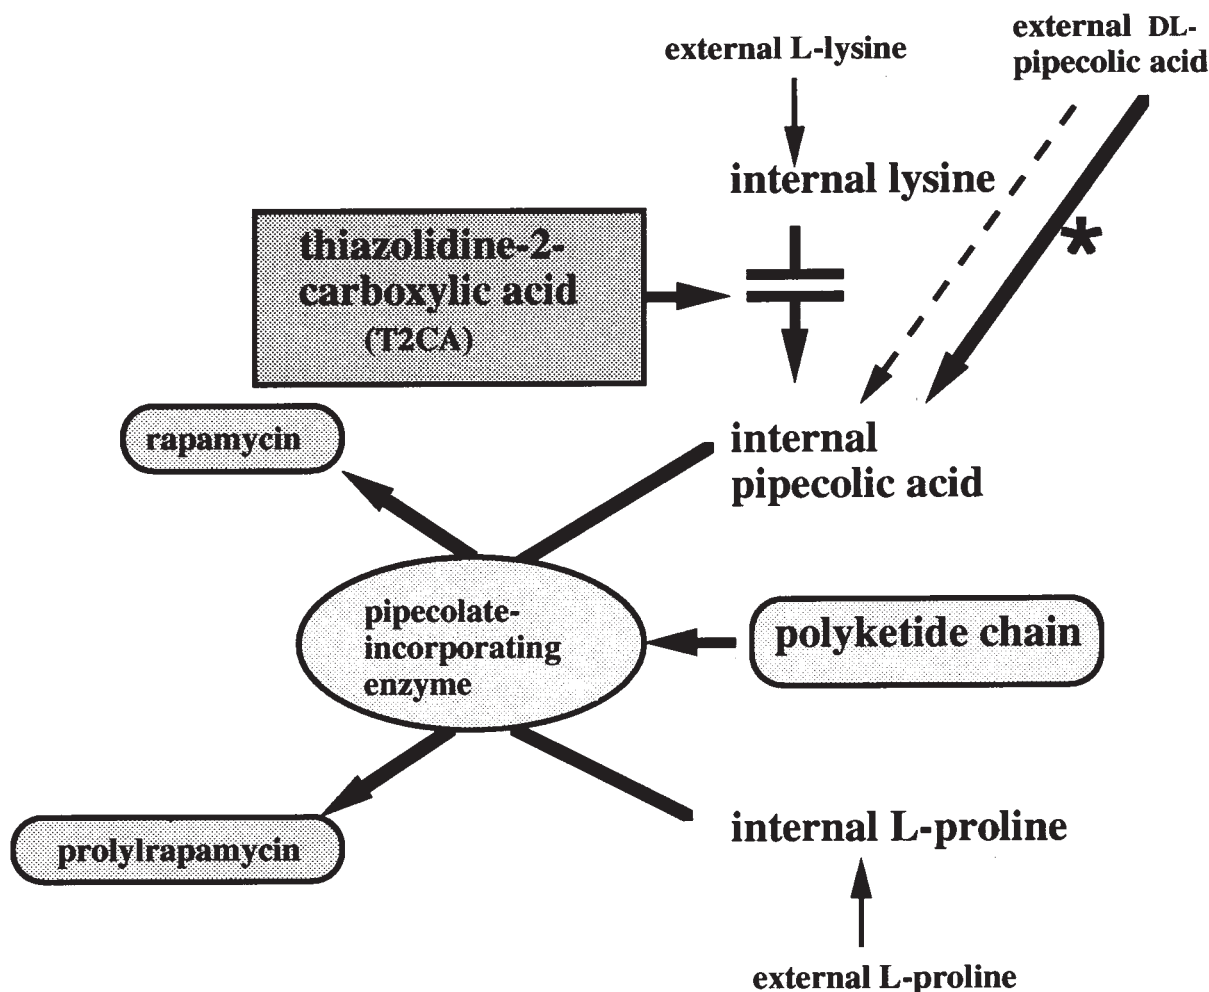 external DL-
pipecolic acid
external L-lysine
internal lysine
*
thiazolidine-2-
carboxylic acid
(T2CA)
rapamycin
internal
pipecolic acid
pipecolate-
incorporating
enzyme
polyketide chain
prolylrapamycin
internal L-proline
external L-proline